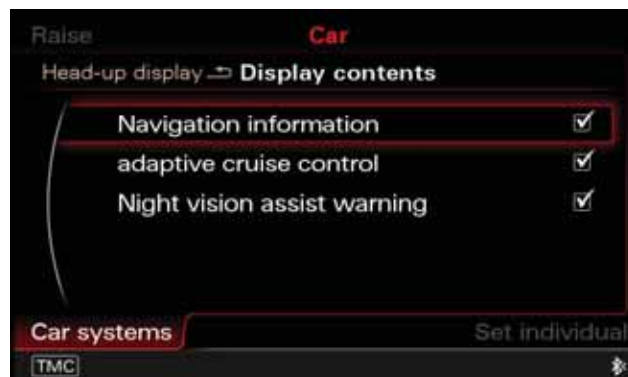 Raise Car
Head-up display Display contents
Navigation information
adaptive cruise control
Night vision assist warning
Car systems Set individual
TMC